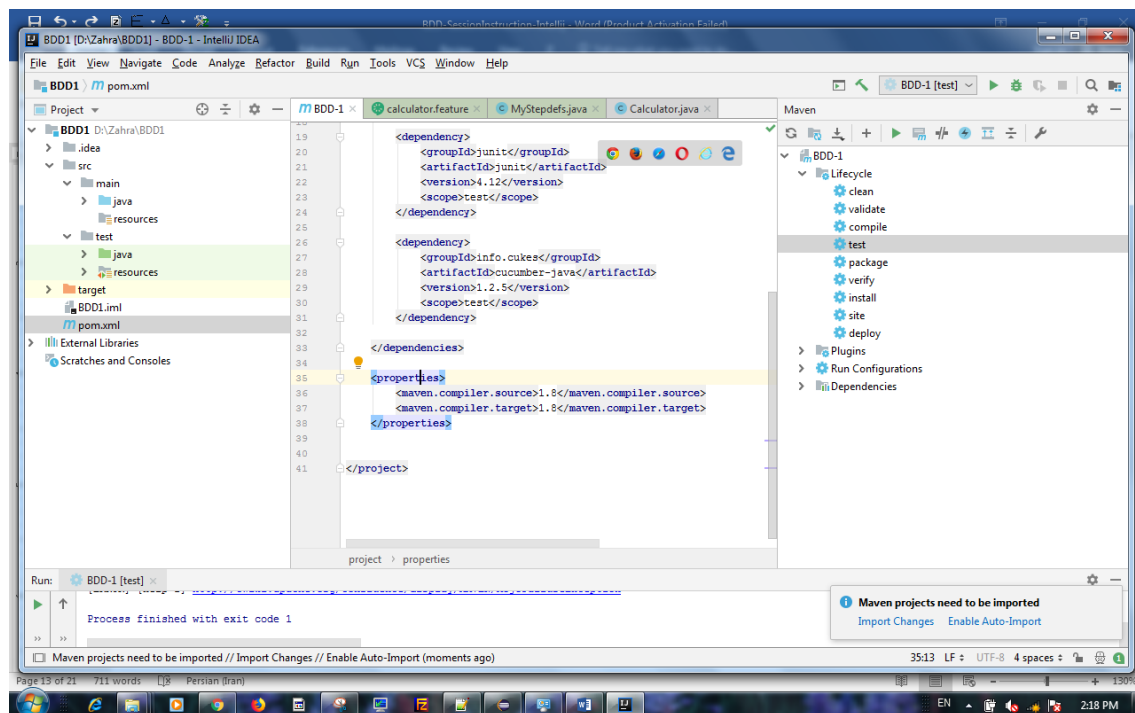 BDD-SessionInstruction-Intellij - Word (Product Activation Failed)
BDD1 [D:\Zahra\BDD1] - BDD-1 - IntelliJ IDEA
File Edit View Navigate Code Analyze Refactor Build Run Tools VCS Window Help
BDD1 pom.xml BDD-1 [test]
Project BDD-1 calculator.feature MyStepdefs.java Calculator.java Maven
BDD1 D:\Zahra\BDD1
.idea
src
main
java
resources
test
java
resources
target
BDD1.iml
pom.xml
External Libraries
Scratches and Consoles
19 <dependency>
20 <groupId>junit</groupId>
21 <artifactId>junit</artifactId>
22 <version>4.12</version>
23 <scope>test</scope>
24 </dependency>
25
26 <dependency>
27 <groupId>info.cukes</groupId>
28 <artifactId>cucumber-java</artifactId>
29 <version>1.2.5</version>
30 <scope>test</scope>
31 </dependency>
32
33 </dependencies>
34
35 <properties>
36 <maven.compiler.source>1.8</maven.compiler.source>
37 <maven.compiler.target>1.8</maven.compiler.target>
38 </properties>
39
40
41 </project>
project > properties
BDD-1
Lifecycle
clean
validate
compile
test
package
verify
install
site
deploy
Plugins
Run Configurations
Dependencies
Run: BDD-1 [test]
Process finished with exit code 1
Maven projects need to be imported
Import Changes Enable Auto-Import
Maven projects need to be imported // Import Changes // Enable Auto-Import (moments ago) 35:13 LF UTF-8 4 spaces 1
Page 13 of 21 711 words Persian (Iran) 130%
EN 2:18 PM